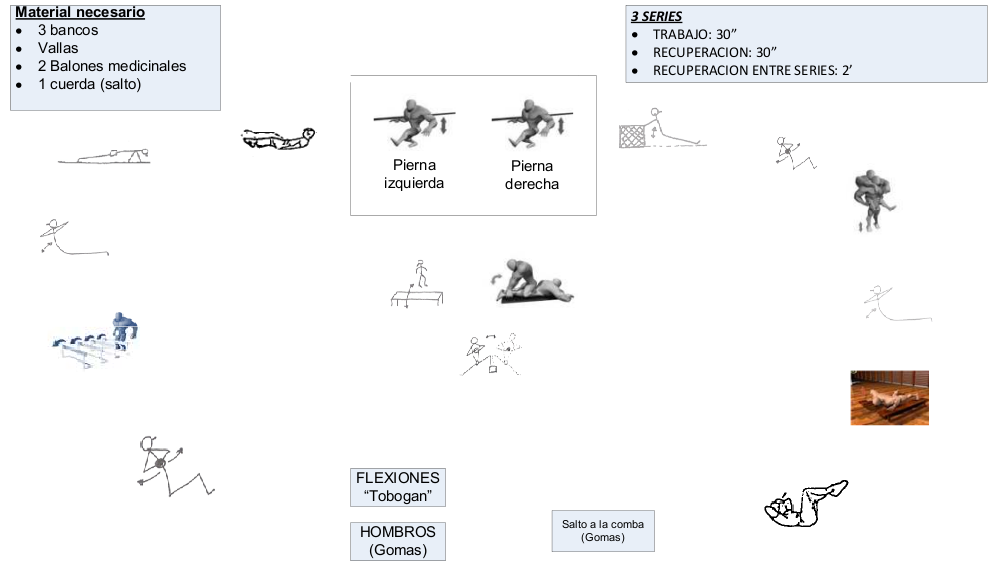 Material necesario
• 3 bancos
• Vallas
• 2 Balones medicinales
• 1 cuerda (salto)
3 SERIES
• TRABAJO: 30”
• RECUPERACION: 30”
• RECUPERACION ENTRE SERIES: 2’
Pierna
izquierda
Pierna
derecha
FLEXIONES
“Tobogan”
HOMBROS
(Gomas)
Salto a la comba
(Gomas)